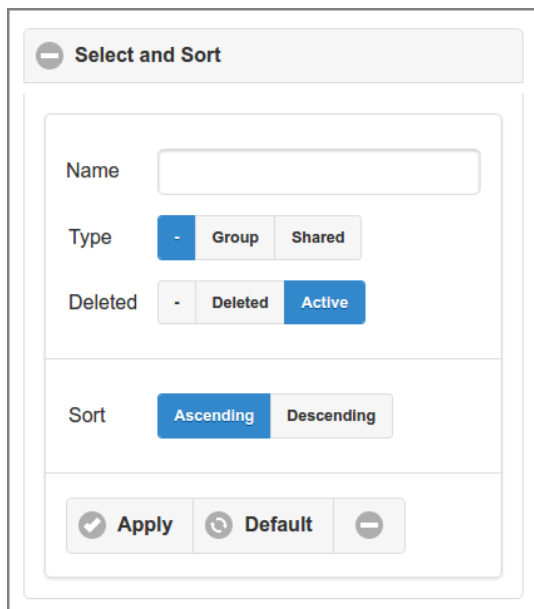 Select and Sort
Name
Type - Group Shared
Deleted - Deleted Active
Sort Ascending Descending
Apply Default